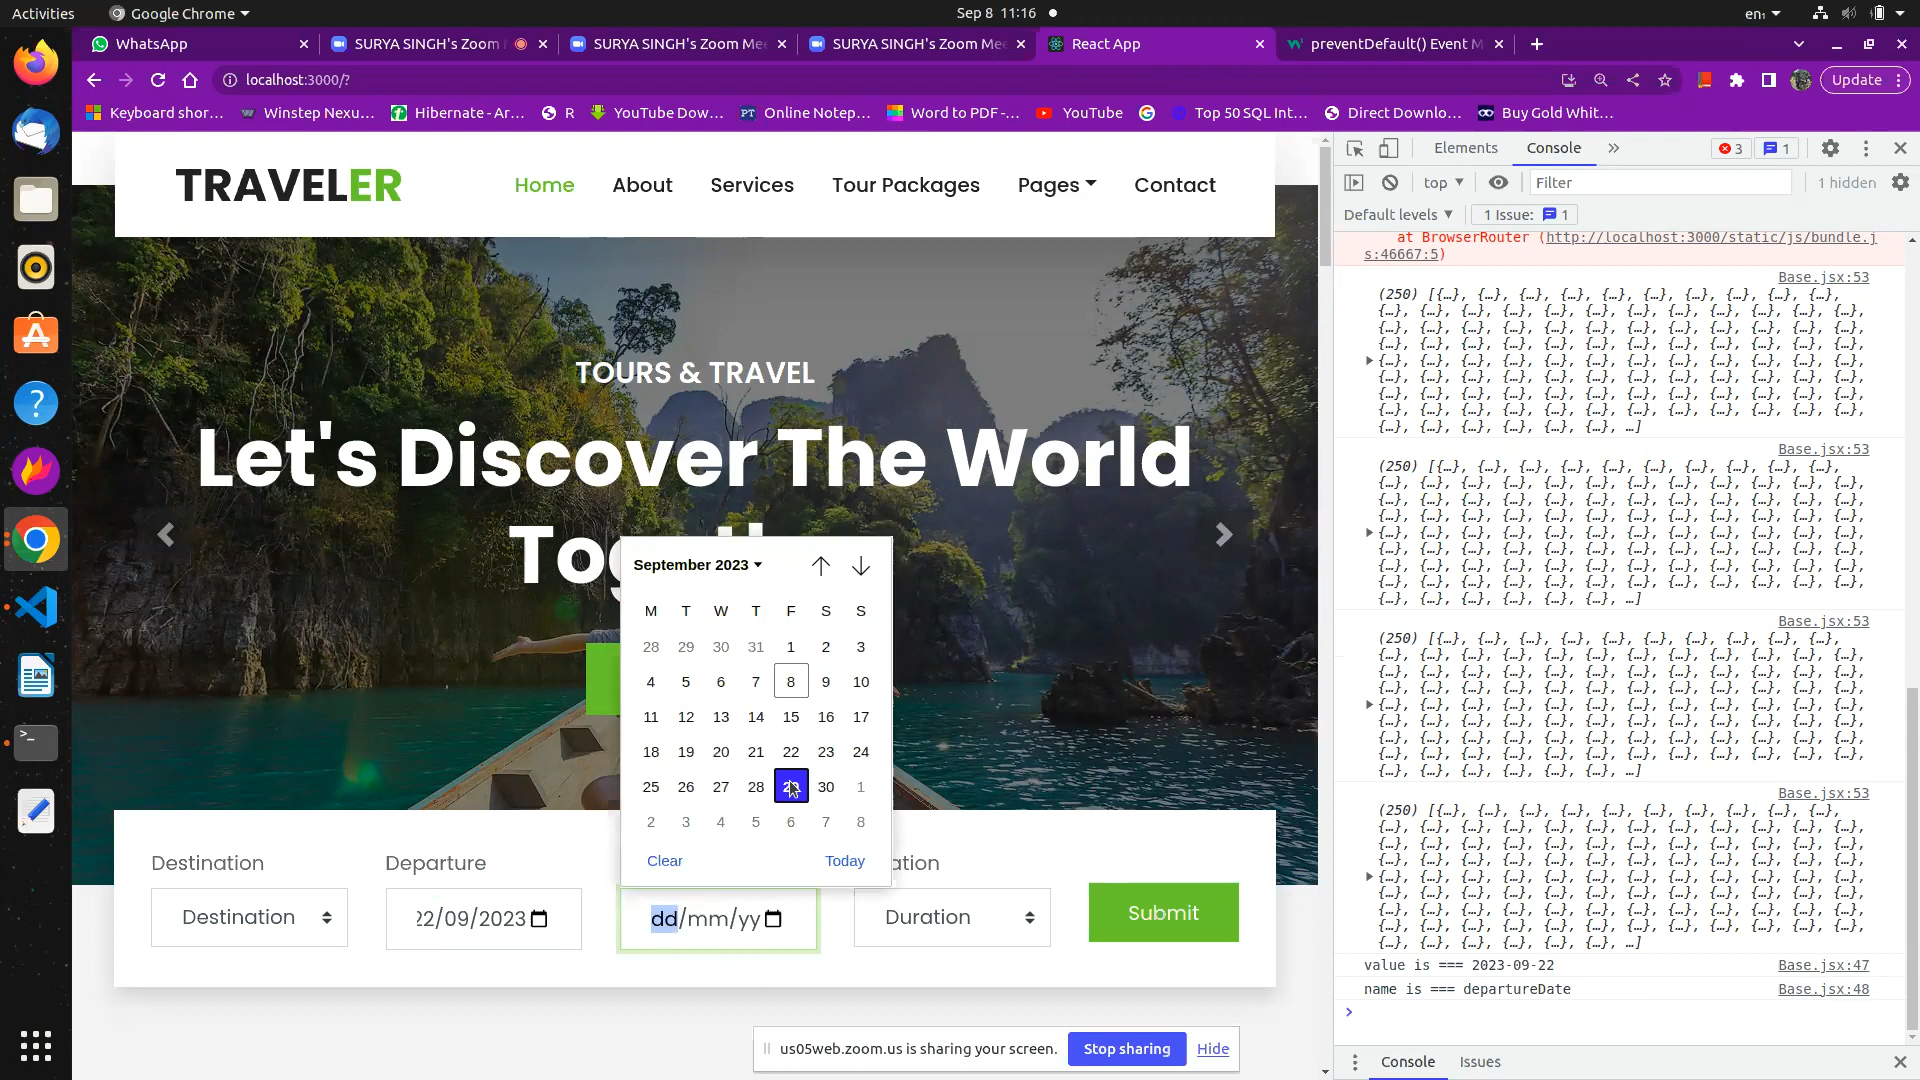 Activities
Google Chrome
Sep 8 11:16
en₁
WhatsApp
SURYA SINGH's Zoom
SURYA SINGH's Zoom Mee
SURYA SINGH's Zoom Mee
React App
preventDefault() Event M
localhost:3000/?
Update
Keyboard shor...
Winstep Nexu...
Hibernate - Ar...
R
YouTube Dow...
Online Notep...
Word to PDF -...
YouTube
Top 50 SQL Int...
Direct Downlo...
Buy Gold Whit...
TRAVELER
Home
About
Services
Tour Packages
Pages
Contact
TOURS & TRAVEL
Let's Discover The World
September 2023
M T W T F S S
28 29 30 31 1 2 3
4 5 6 7 8 9 10
11 12 13 14 15 16 17
18 19 20 21 22 23 24
25 26 27 28 30 1
2 3 4 5 6 7 8
Clear
Today
Destination
Departure
Destination
22/09/2023
dd/mm/yy
Duration
Submit
us05web.zoom.us is sharing your screen.
Stop sharing
Hide
Elements
Console
3
1
top
Filter
1 hidden
Default levels
1 Issue:
1
at BrowserRouter (http://localhost:3000/static/js/bundle.j
s:46667:5)
Base.jsx:53
(250) [{…}, {…}, {…}, {…}, {…}, {…}, {…}, {…}, {…}, {…},
{…}, {…}, {…}, {…}, {…}, {…}, {…}, {…}, {…}, {…}, {…}, {…},
{…}, {…}, {…}, {…}, {…}, {…}, {…}, {…}, {…}, {…}, {…}, {…},
{…}, {…}, {…}, {…}, {…}, {…}, {…}, {…}, {…}, {…}, {…}, {…},
{…}, {…}, {…}, {…}, {…}, {…}, {…}, {…}, {…}, {…}, {…}, {…},
{…}, {…}, {…}, {…}, {…}, {…}, {…}, {…}, {…}, {…}, {…}, {…},
{…}, {…}, {…}, {…}, {…}, {…}, {…}, {…}, {…}, {…}, {…}, {…},
{…}, {…}, {…}, {…}, {…}, {…}, {…}, {…}, {…}, {…}, {…}, {…},
{…}, {…}, {…}, {…}, {…}, {…}, …]
Base.jsx:53
(250) [{…}, {…}, {…}, {…}, {…}, {…}, {…}, {…}, {…}, {…},
{…}, {…}, {…}, {…}, {…}, {…}, {…}, {…}, {…}, {…}, {…}, {…},
{…}, {…}, {…}, {…}, {…}, {…}, {…}, {…}, {…}, {…}, {…}, {…},
{…}, {…}, {…}, {…}, {…}, {…}, {…}, {…}, {…}, {…}, {…}, {…},
{…}, {…}, {…}, {…}, {…}, {…}, {…}, {…}, {…}, {…}, {…}, {…},
{…}, {…}, {…}, {…}, {…}, {…}, {…}, {…}, {…}, {…}, {…}, {…},
{…}, {…}, {…}, {…}, {…}, {…}, {…}, {…}, {…}, {…}, {…}, {…},
{…}, {…}, {…}, {…}, {…}, {…}, {…}, {…}, {…}, {…}, {…}, {…},
{…}, {…}, {…}, {…}, {…}, {…}, …]
Base.jsx:53
(250) [{…}, {…}, {…}, {…}, {…}, {…}, {…}, {…}, {…}, {…},
{…}, {…}, {…}, {…}, {…}, {…}, {…}, {…}, {…}, {…}, {…}, {…},
{…}, {…}, {…}, {…}, {…}, {…}, {…}, {…}, {…}, {…}, {…}, {…},
{…}, {…}, {…}, {…}, {…}, {…}, {…}, {…}, {…}, {…}, {…}, {…},
{…}, {…}, {…}, {…}, {…}, {…}, {…}, {…}, {…}, {…}, {…}, {…},
{…}, {…}, {…}, {…}, {…}, {…}, {…}, {…}, {…}, {…}, {…}, {…},
{…}, {…}, {…}, {…}, {…}, {…}, {…}, {…}, {…}, {…}, {…}, {…},
{…}, {…}, {…}, {…}, {…}, {…}, {…}, {…}, {…}, {…}, {…}, {…},
{…}, {…}, {…}, {…}, {…}, {…}, …]
Base.jsx:53
(250) [{…}, {…}, {…}, {…}, {…}, {…}, {…}, {…}, {…}, {…},
{…}, {…}, {…}, {…}, {…}, {…}, {…}, {…}, {…}, {…}, {…}, {…},
{…}, {…}, {…}, {…}, {…}, {…}, {…}, {…}, {…}, {…}, {…}, {…},
{…}, {…}, {…}, {…}, {…}, {…}, {…}, {…}, {…}, {…}, {…}, {…},
{…}, {…}, {…}, {…}, {…}, {…}, {…}, {…}, {…}, {…}, {…}, {…},
{…}, {…}, {…}, {…}, {…}, {…}, {…}, {…}, {…}, {…}, {…}, {…},
{…}, {…}, {…}, {…}, {…}, {…}, {…}, {…}, {…}, {…}, {…}, {…},
{…}, {…}, {…}, {…}, {…}, {…}, {…}, {…}, {…}, {…}, {…}, {…},
{…}, {…}, {…}, {…}, {…}, {…}, …]
value is === 2023-09-22 Base.jsx:47
name is === departureDate Base.jsx:48
Console
Issues